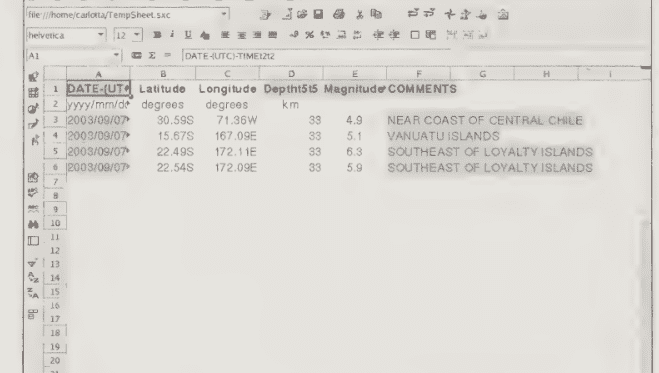 file:///home/carlotta/TempSheet.sxc
helvetica 12 B i U A
A1 Σ = DATE-(UTC)-TIMEt2t2
A B C D E F G H I
1 DATE-(UT Latitude Longitude Deptht5t5 Magnitude COMMENTS
2 yyyy/mm/dd degrees degrees km
3 2003/09/07 30.59S 71.36W 33 4.9 NEAR COAST OF CENTRAL CHILE
4 2003/09/07 15.67S 167.09E 33 5.1 VANUATU ISLANDS
5 2003/09/07 22.49S 172.11E 33 6.3 SOUTHEAST OF LOYALTY ISLANDS
6 2003/09/07 22.54S 172.09E 33 5.9 SOUTHEAST OF LOYALTY ISLANDS
7
8
9
10
11
12
13
14
15
16
17
18
19
20
21